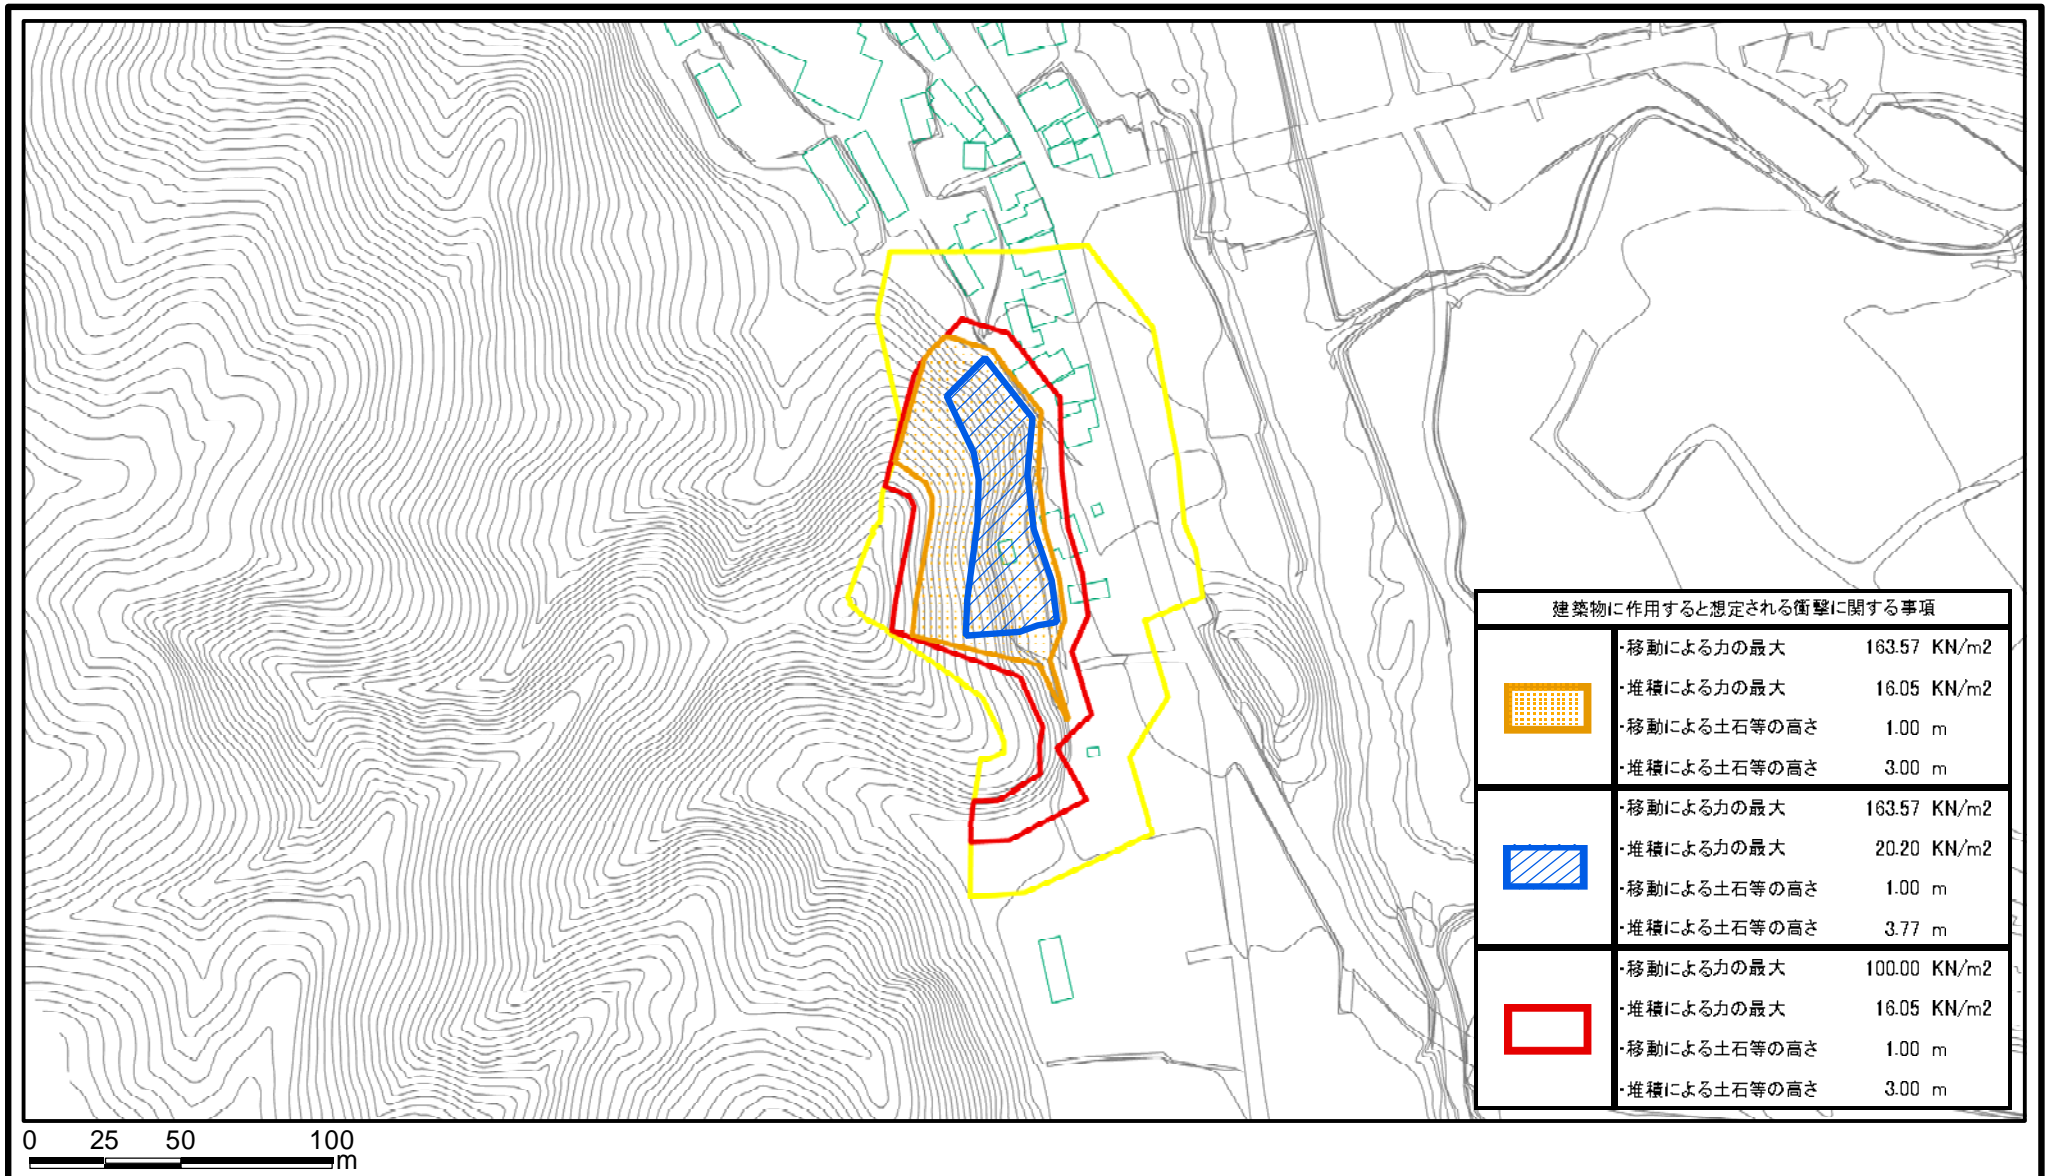 建築物に作用すると想定される衝撃に関する事項
・移動による力の最大 163.57 KN/m2
・堆積による力の最大 16.05 KN/m2
・移動による土石等の高さ 1.00 m
・堆積による土石等の高さ 3.00 m
・移動による力の最大 163.57 KN/m2
・堆積による力の最大 20.20 KN/m2
・移動による土石等の高さ 1.00 m
・堆積による土石等の高さ 3.77 m
・移動による力の最大 100.00 KN/m2
・堆積による力の最大 16.05 KN/m2
・移動による土石等の高さ 1.00 m
・堆積による土石等の高さ 3.00 m
0 25 50 100
m